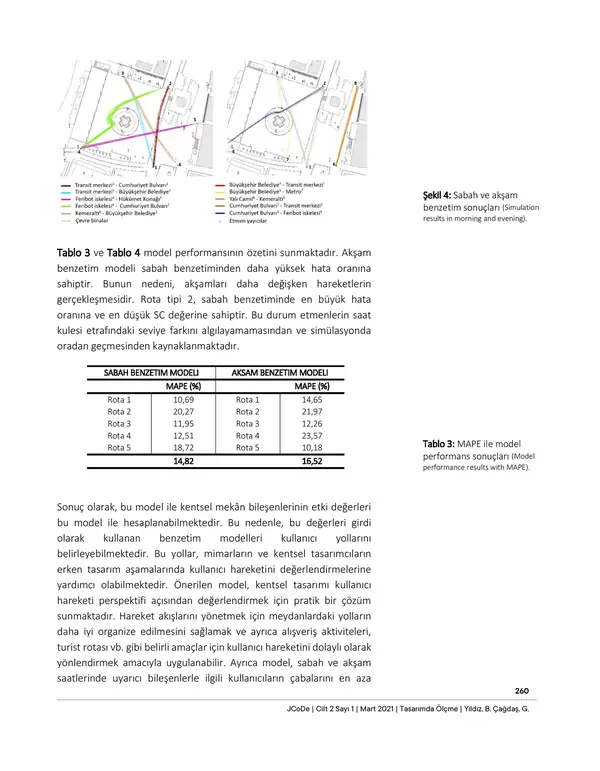 Transit merkezi¹ - Cumhuriyet Bulvarı²
Transit merkezi¹ - Büyükşehir Belediye³
Feribot iskelesi⁴ - Hükümet Konağı⁵
Feribot iskelesi⁴ - Cumhuriyet Bulvarı²
Kemeraltı⁶ - Büyükşehir Belediye³
Çevre binalar
Büyükşehir Belediye³ - Transit merkezi¹
Büyükşehir Belediye³ - Metro⁷
Yalı Camii⁸ - Kemeraltı⁶
Cumhuriyet Bulvarı² - Transit merkezi¹
Cumhuriyet Bulvarı² - Feribot iskelesi⁴
Etmen yayıcılar
Şekil 4: Sabah ve akşam
benzetim sonuçları (Simulation
results in morning and evening).
Tablo 3 ve Tablo 4 model performansının özetini sunmaktadır. Akşam
benzetim modeli sabah benzetiminden daha yüksek hata oranına
sahiptir. Bunun nedeni, akşamları daha değişken hareketlerin
gerçekleşmesidir. Rota tipi 2, sabah benzetiminde en büyük hata
oranına ve en düşük SC değerine sahiptir. Bu durum etmenlerin saat
kulesi etrafındaki seviye farkını algılayamamasından ve simülasyonda
oradan geçmesinden kaynaklanmaktadır.
SABAH BENZETIM MODELI AKSAM BENZETIM MODELI
MAPE (%) MAPE (%)
Rota 1 10,69 Rota 1 14,65
Rota 2 20,27 Rota 2 21,97
Rota 3 11,95 Rota 3 12,26
Rota 4 12,51 Rota 4 23,57
Rota 5 18,72 Rota 5 10,18
14,82 16,52
Tablo 3: MAPE ile model
performans sonuçları (Model
performance results with MAPE).
Sonuç olarak, bu model ile kentsel mekân bileşenlerinin etki değerleri
bu model ile hesaplanabilmektedir. Bu nedenle, bu değerleri girdi
olarak kullanan benzetim modelleri kullanıcı yollarını
belirleyebilmektedir. Bu yollar, mimarların ve kentsel tasarımcıların
erken tasarım aşamalarında kullanıcı hareketini değerlendirmelerine
yardımcı olabilmektedir. Önerilen model, kentsel tasarımı kullanıcı
hareketi perspektifi açısından değerlendirmek için pratik bir çözüm
sunmaktadır. Hareket akışlarını yönetmek için meydanlardaki yolların
daha iyi organize edilmesini sağlamak ve ayrıca alışveriş aktiviteleri,
turist rotası vb. gibi belirli amaçlar için kullanıcı hareketini dolaylı olarak
yönlendirmek amacıyla uygulanabilir. Ayrıca model, sabah ve akşam
saatlerinde uyarıcı bileşenlerle ilgili kullanıcıların çabalarını en aza
260
JCoDe | Cilt 2 Sayı 1 | Mart 2021 | Tasarımda Ölçme | Yıldız, B. Çağdaş, G.